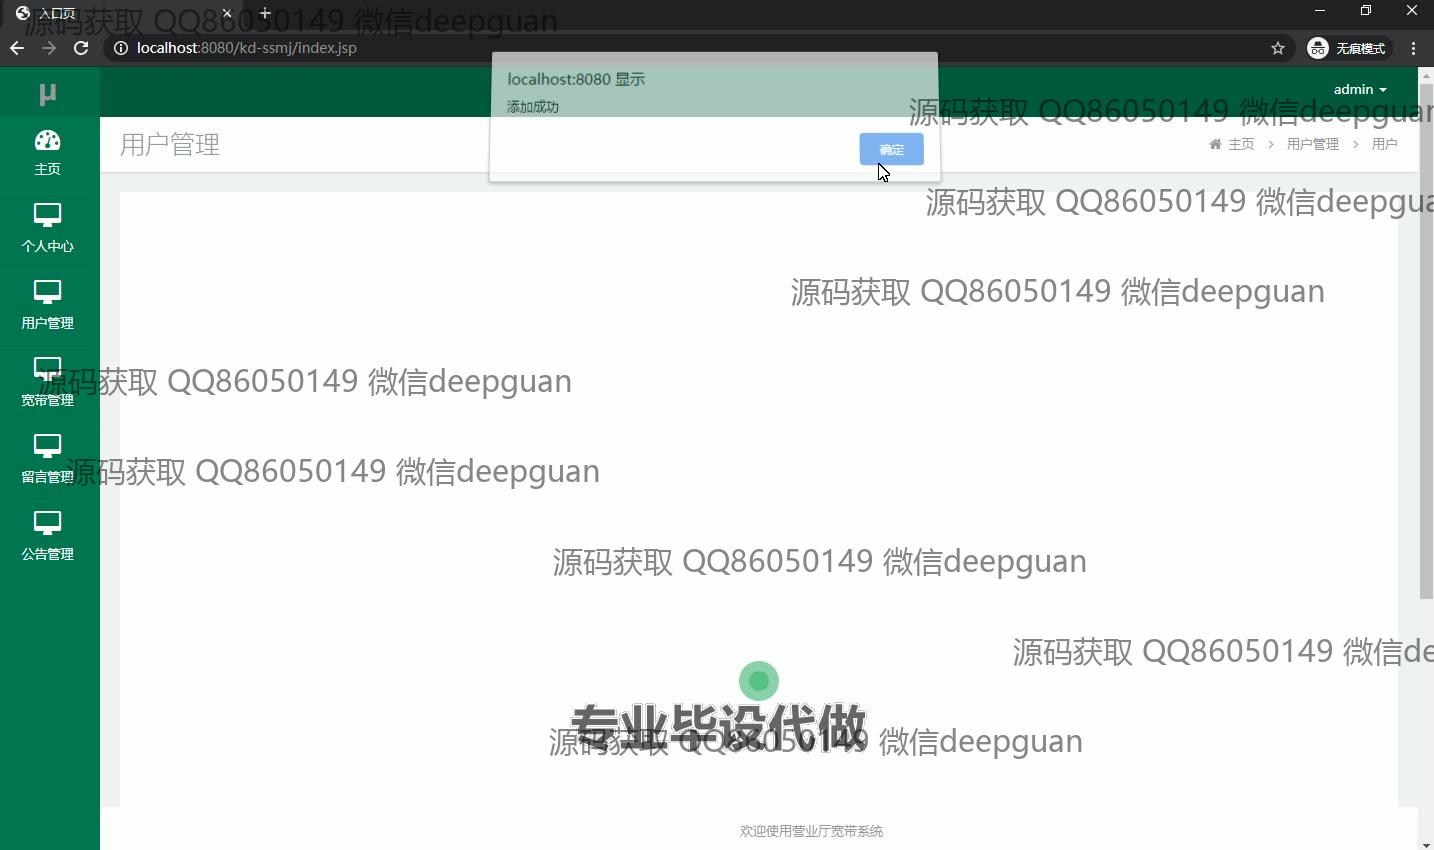 入口页
源码获取 QQ86050149 微信deepguan
localhost:8080/kd-ssmj/index.jsp
无痕模式
localhost:8080 显示
添加成功
确定
μ
admin
源码获取 QQ86050149 微信deepguan
用户管理
主页 > 用户管理 > 用户
主页
源码获取 QQ86050149 微信deepgua
个人中心
源码获取 QQ86050149 微信deepguan
用户管理
源码获取 QQ86050149 微信deepguan
宽带管理
源码获取 QQ86050149 微信deepguan
留言管理
公告管理
源码获取 QQ86050149 微信deepguan
源码获取 QQ86050149 微信de
专业毕设代做
源码获取 QQ86050149 微信deepguan
欢迎使用营业厅宽带系统